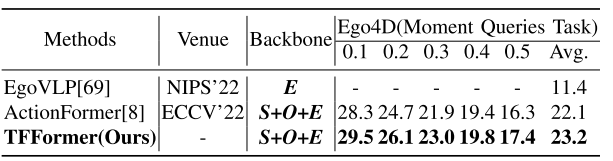 Methods Venue Backbone Ego4D(Moment Queries Task)
0.1 0.2 0.3 0.4 0.5 Avg.
EgoVLP[69] NIPS'22 E - - - - - 11.4
ActionFormer[8] ECCV'22 S+O+E 28.3 24.7 21.9 19.4 16.3 22.1
TFFormer(Ours) - S+O+E 29.5 26.1 23.0 19.8 17.4 23.2